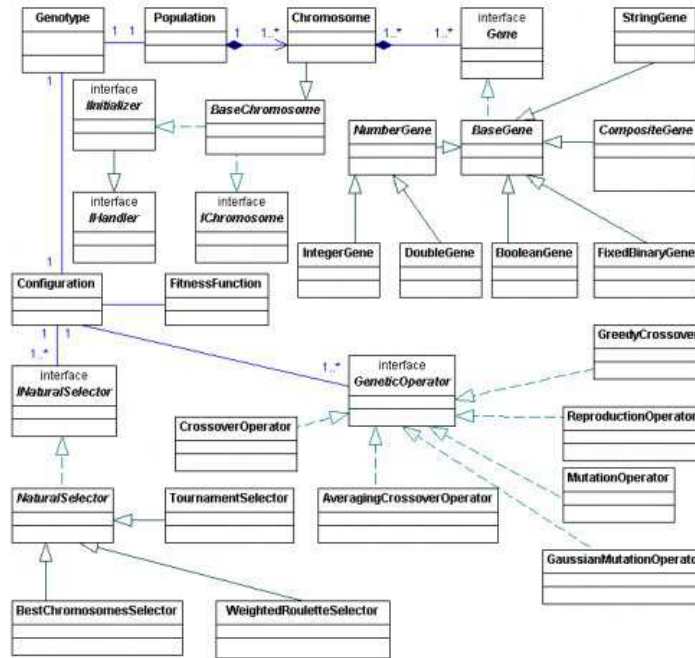 Genotype
1
1
Population
1
1..*
Chromosome
1..*
interface
Gene
StringGene
1
interface
IInitializer
BaseChromosome
NumberGene
BaseGene
CompositeGene
interface
IHandler
interface
IChromosome
IntegerGene
DoubleGene
BooleanGene
FixedBinaryGene
1
Configuration
FitnessFunction
1
1
1..*
1..*
interface
INaturalSelector
interface
GeneticOperator
GreedyCrossover
CrossoverOperator
ReproductionOperator
MutationOperator
NaturalSelector
TournamentSelector
AveragingCrossoverOperator
GaussianMutationOperator
BestChromosomesSelector
WeightedRouletteSelector